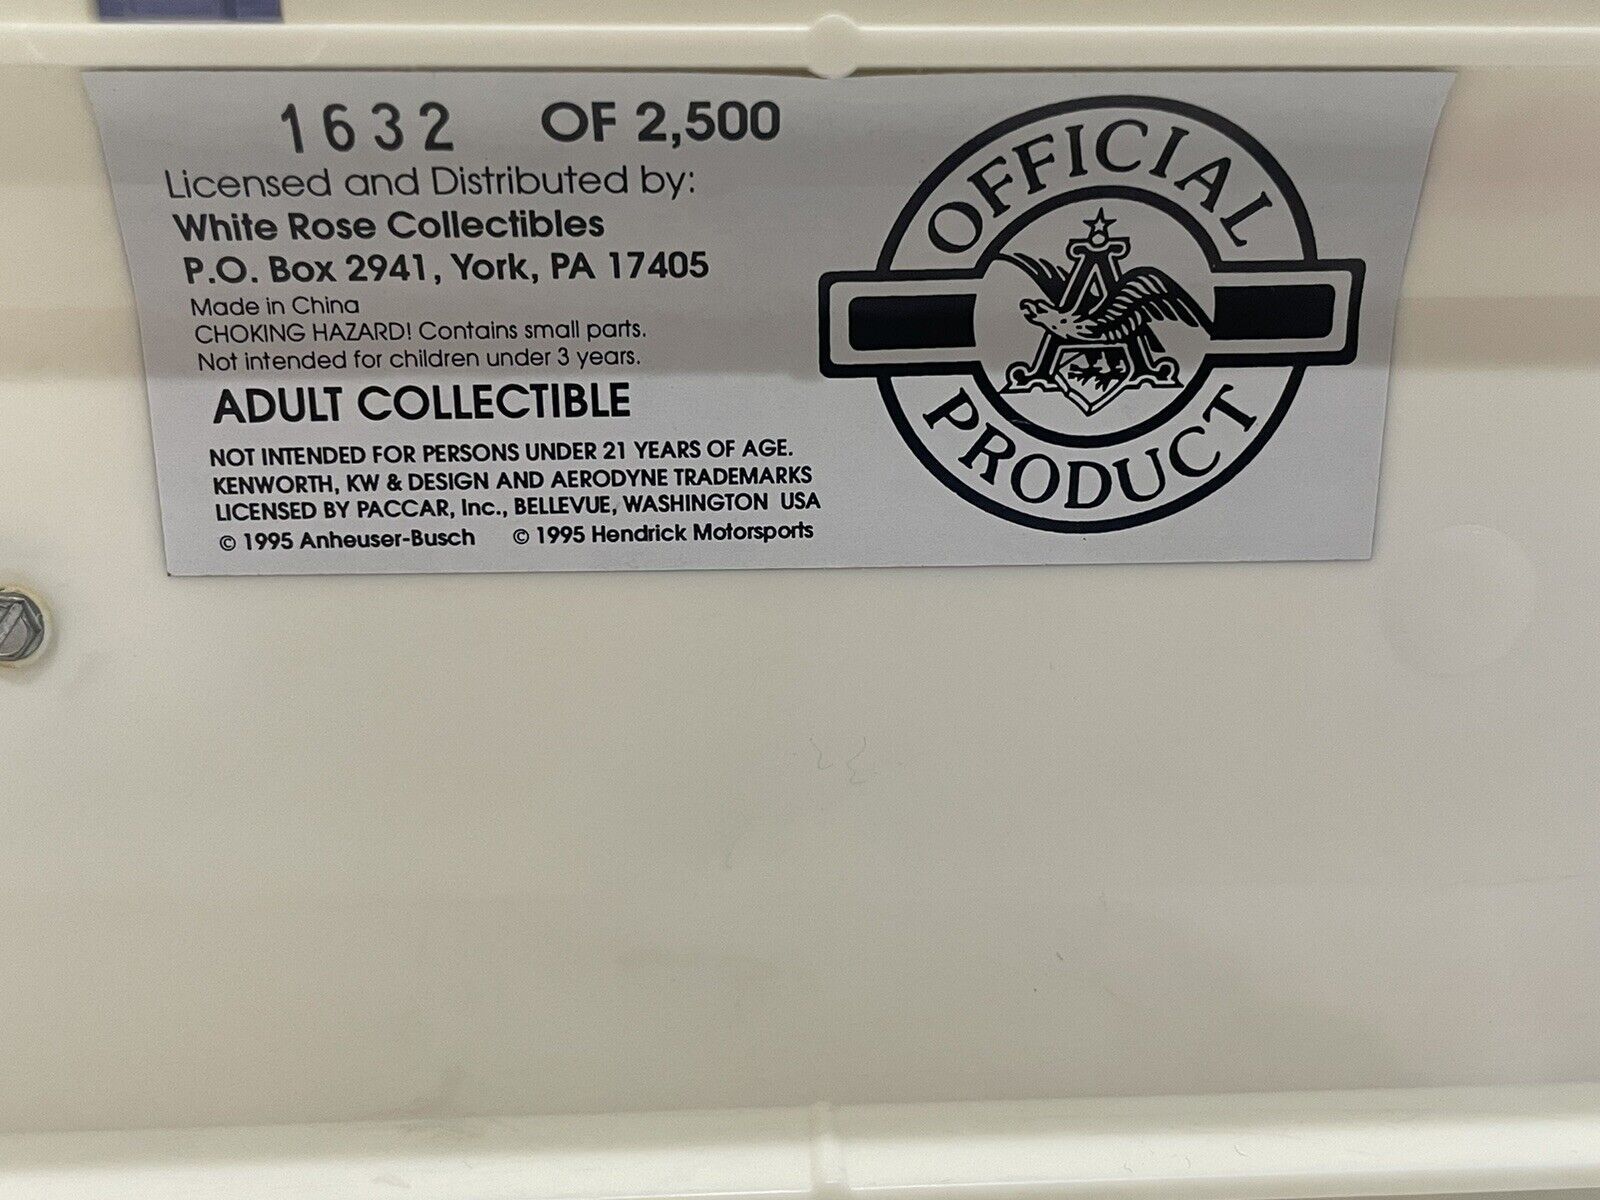 1632 OF 2,500
Licensed and Distributed by:
White Rose Collectibles
P.O. Box 2941, York, PA 17405
Made in China
CHOKING HAZARD! Contains small parts.
Not intended for children under 3 years.
ADULT COLLECTIBLE
NOT INTENDED FOR PERSONS UNDER 21 YEARS OF AGE.
KENWORTH, KW & DESIGN AND AERODYNE TRADEMARKS
LICENSED BY PACCAR, Inc., BELLEVUE, WASHINGTON USA
© 1995 Anheuser-Busch © 1995 Hendrick Motorsports
OFFICIAL
A
PRODUCT